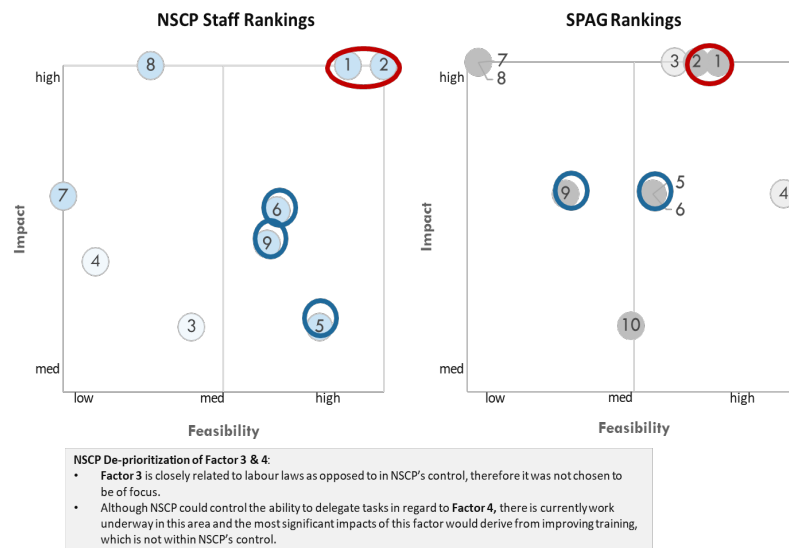 NSCP Staff Rankings
high
8
1
2
7
6
9
4
3
5
med
low
med
high
Impact
Feasibility
SPAG Rankings
high
7
8
3
2
1
9
5
6
4
10
med
low
med
high
Impact
Feasibility
NSCP De-prioritization of Factor 3 & 4:
• Factor 3 is closely related to labour laws as opposed to in NSCP's control, therefore it was not chosen to
be of focus.
• Although NSCP could control the ability to delegate tasks in regard to Factor 4, there is currently work
underway in this area and the most significant impacts of this factor would derive from improving training,
which is not within NSCP's control.